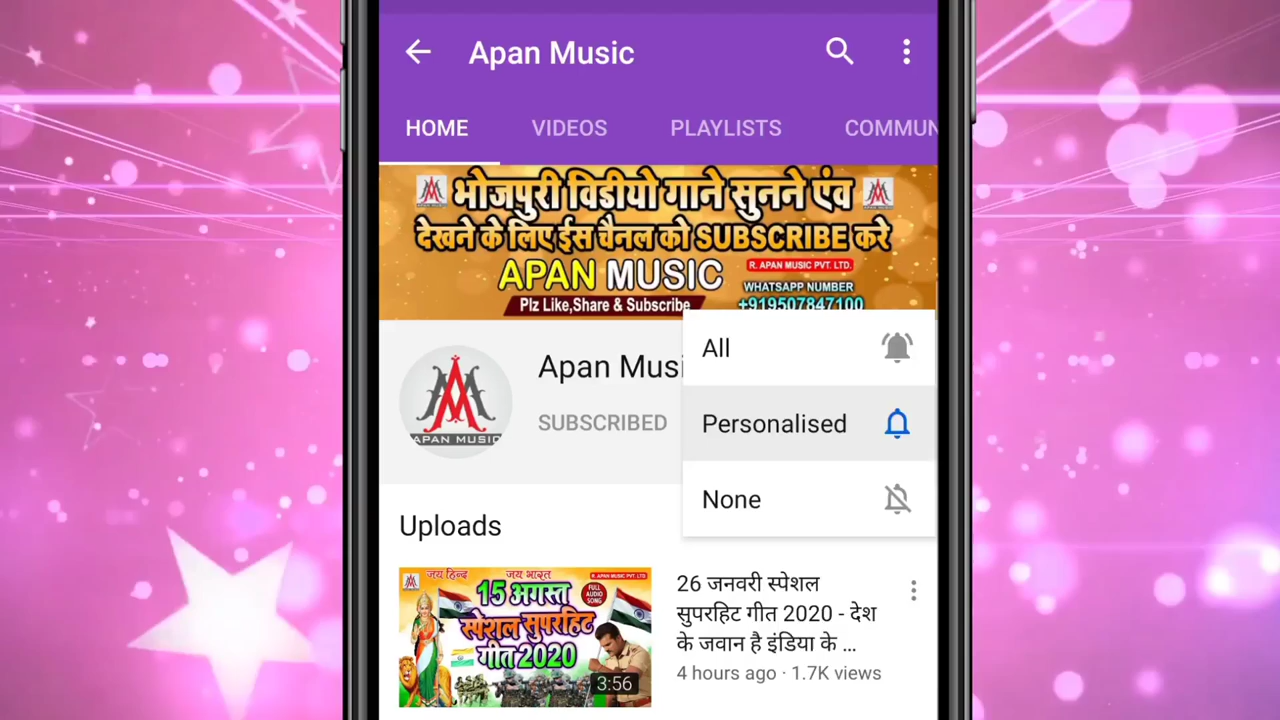 Apan Music
HOME VIDEOS PLAYLISTS COMMUN
भोजपुरी विडीयो गाने सुनने एंव
देखने के लिए ईस चैनल को SUBSCRIBE करे
APAN MUSIC
R. APAN MUSIC PVT. LTD.
WHATSAPP NUMBER
+919507847100
Plz Like,Share & Subscribe
Apan Musi
SUBSCRIBED
APAN MUSIC
All
Personalised
None
Uploads
जय हिन्द जय भारत
R. APAN MUSIC PVT. LTD
15 अगस्त
FULL
AUDIO
SONG
स्पेशल सुपरहिट
गीत 2020
3:56
26 जनवरी स्पेशल
सुपरहिट गीत 2020 - देश
के जवान है इंडिया के ...
4 hours ago · 1.7K views